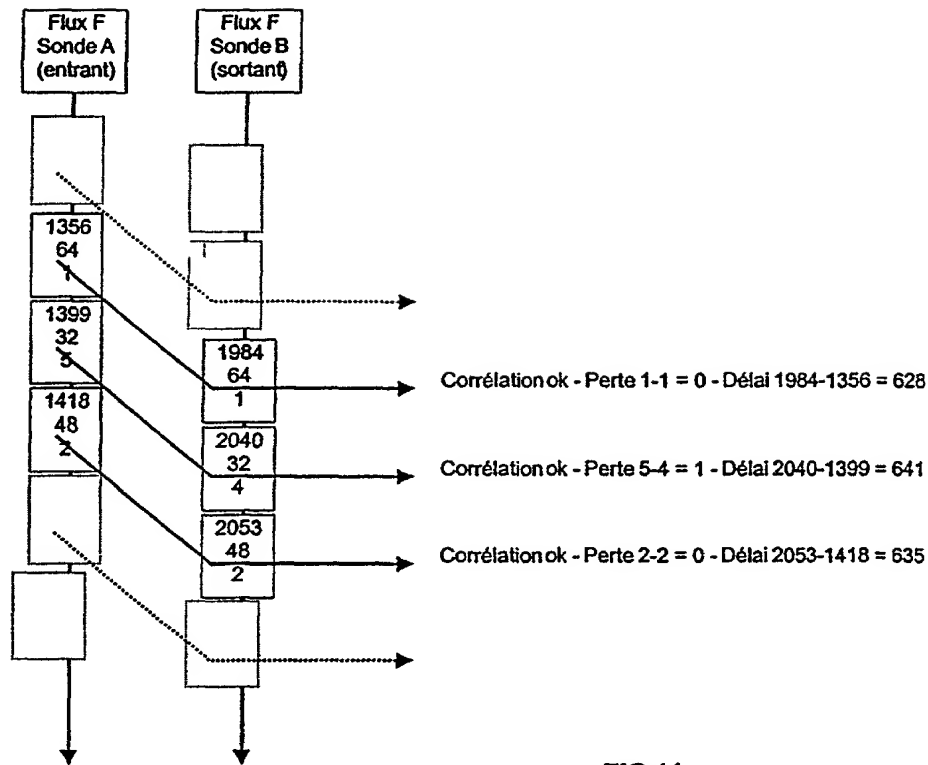 Flux F
Sonde A
(entrant)
Flux F
Sonde B
(sortant)
1356
64
1
1399
32
5
1418
48
2
1984
64
1
2040
32
4
2053
48
2
Corrélation ok - Perte 1-1 = 0 - Délai 1984-1356 = 628
Corrélation ok - Perte 5-4 = 1 - Délai 2040-1399 = 641
Corrélation ok - Perte 2-2 = 0 - Délai 2053-1418 = 635